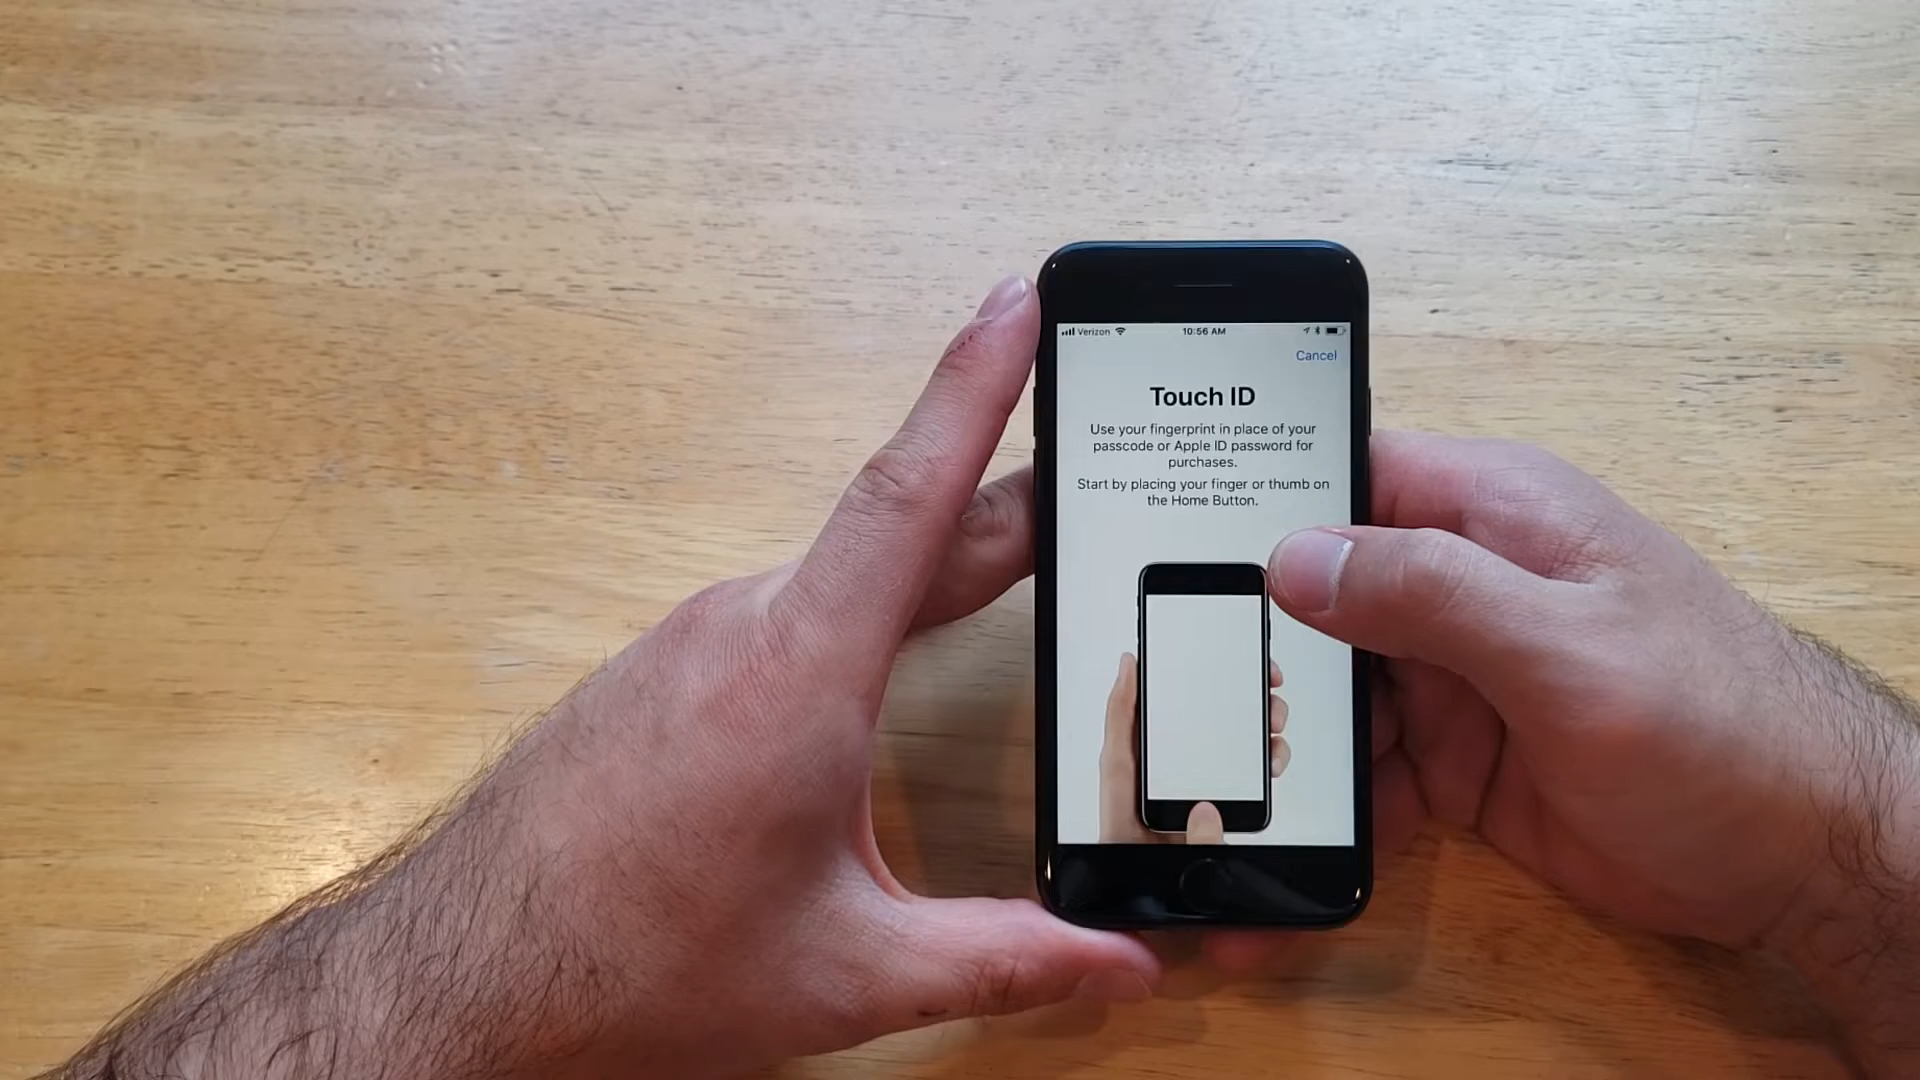 Verizon 10:56 AM
Cancel
Touch ID
Use your fingerprint in place of your
passcode or Apple ID password for
purchases.
Start by placing your finger or thumb on
the Home Button.